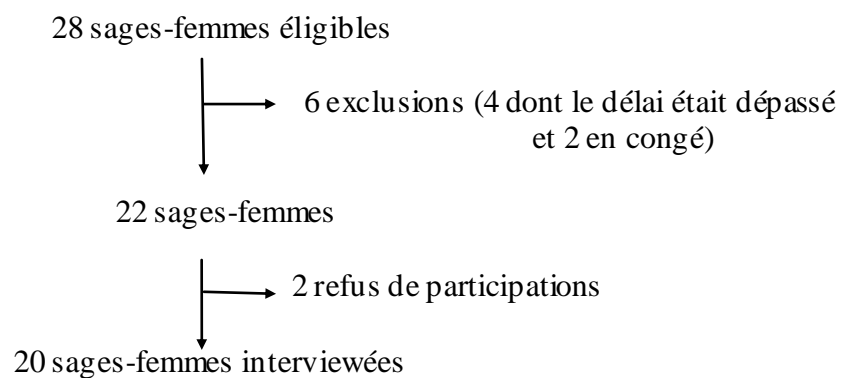 28 sages-femmes éligibles
6 exclusions (4 dont le délai était dépassé
et 2 en congé)
22 sages-femmes
2 refus de participations
20 sages-femmes interviewées